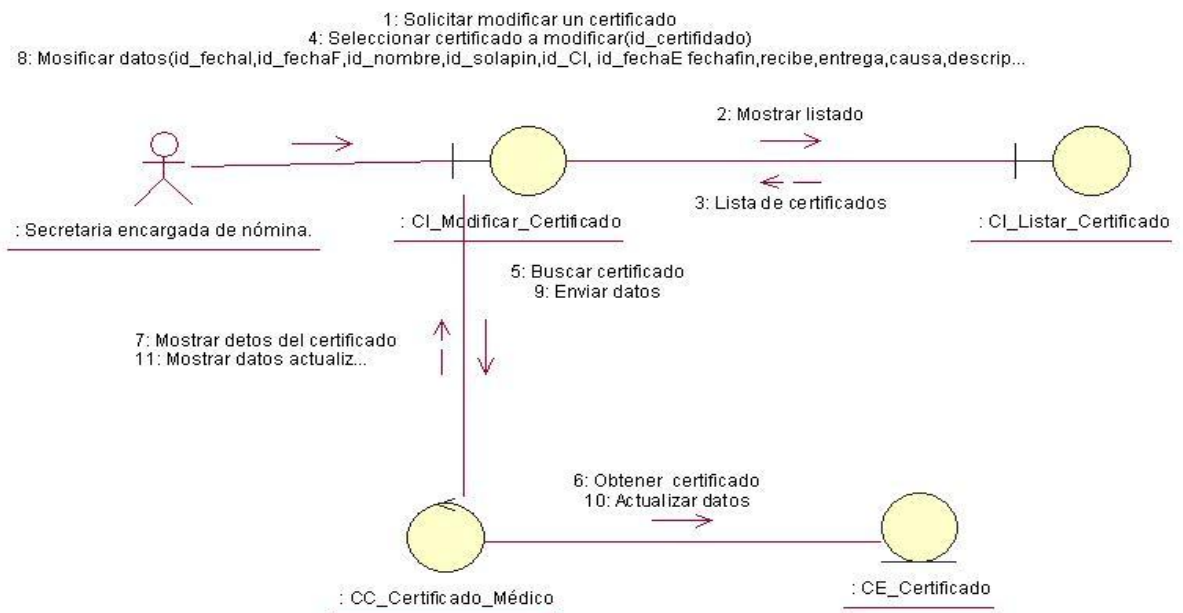 1: Solicitar modificar un certificado
4: Seleccionar certificado a modificar(id_certifidado)
8: Mosificar datos(id_fechaI,id_fechaF,id_nombre,id_solapin,id_CI, id_fechaE fechafin,recibe,entrega,causa,descrip...
2: Mostrar listado
3: Lista de certificados
: Secretaria encargada de nómina.
: CI_Modificar_Certificado
: CI_Listar_Certificado
5: Buscar certificado
9: Enviar datos
7: Mostrar detos del certificado
11: Mostrar datos actualiz...
6: Obtener certificado
10: Actualizar datos
: CC_Certificado_Médico
: CE_Certificado